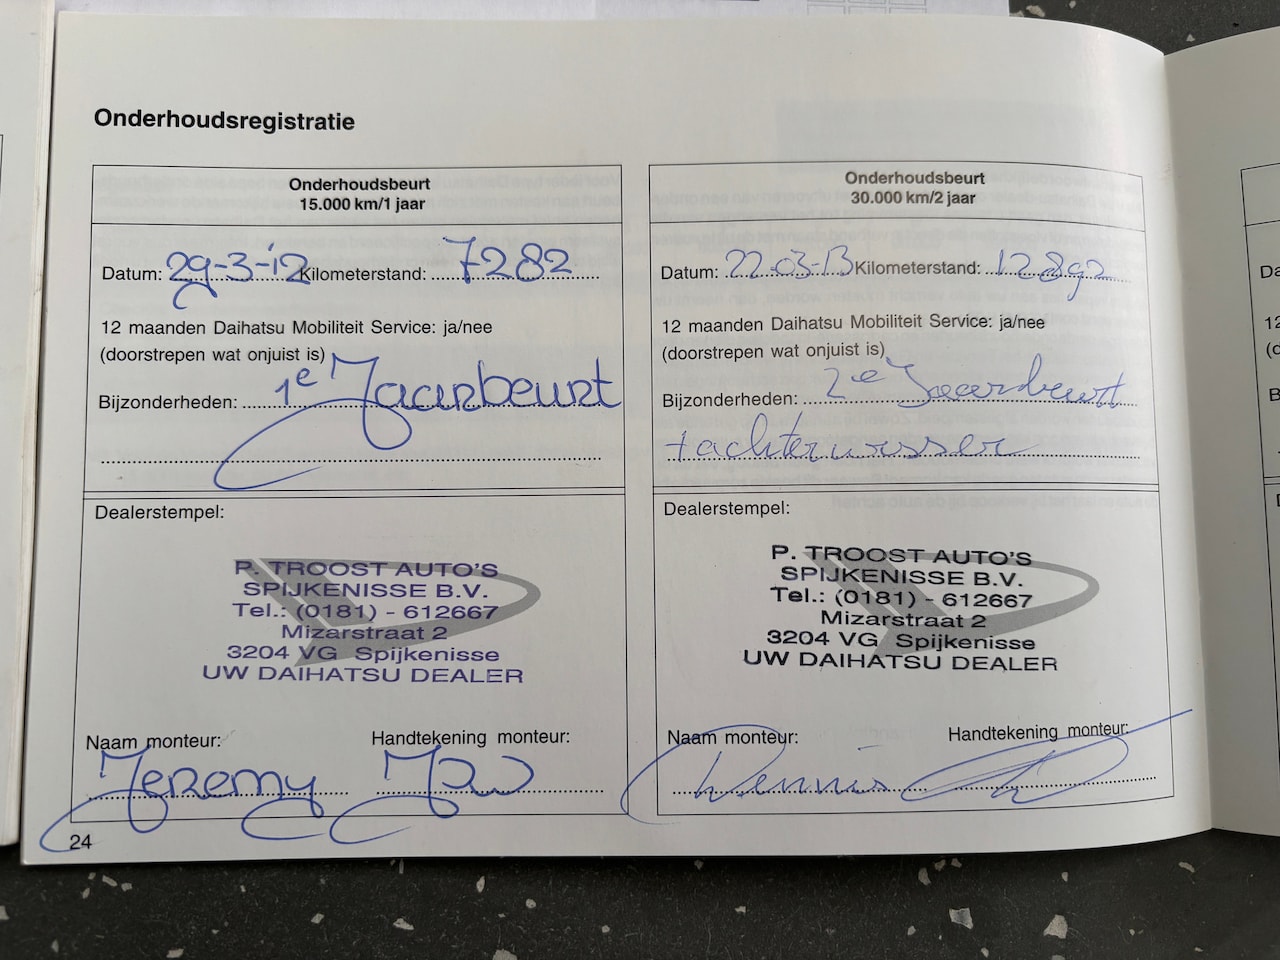 Onderhoudsregistratie
Onderhoudsbeurt
15.000 km/1 jaar
Datum: 29-3-12 Kilometerstand: 7282
12 maanden Daihatsu Mobiliteit Service: ja/nee
(doorstrepen wat onjuist is)
Bijzonderheden: 1e Jaarbeurt
Dealerstempel:
P. TROOST AUTO'S
SPIJKENISSE B.V.
Tel.: (0181) - 612667
Mizarstraat 2
3204 VG Spijkenisse
UW DAIHATSU DEALER
Naam monteur: Handtekening monteur:
Jeremy
24
Onderhoudsbeurt
30.000 km/2 jaar
Datum: 22-03-13 Kilometerstand: 12892
12 maanden Daihatsu Mobiliteit Service: ja/nee
(doorstrepen wat onjuist is)
Bijzonderheden: 2e Jaarbeurt
+achterwisser
Dealerstempel:
P. TROOST AUTO'S
SPIJKENISSE B.V.
Tel.: (0181) - 612667
Mizarstraat 2
3204 VG Spijkenisse
UW DAIHATSU DEALER
Naam monteur: Handtekening monteur:
Dennis